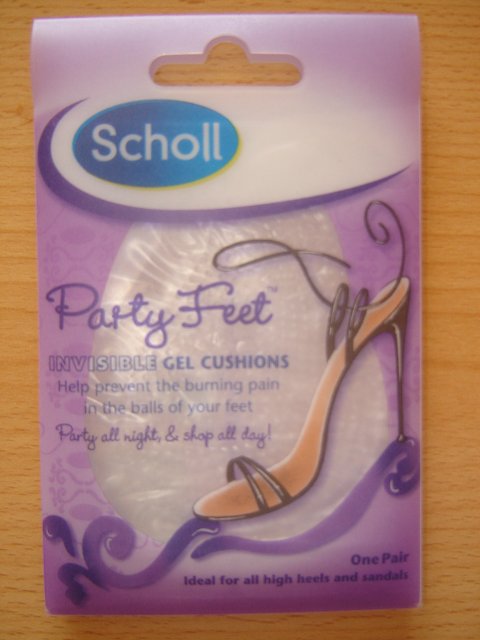 Scholl
Party Feet™
INVISIBLE GEL CUSHIONS
Help prevent the burning pain
in the balls of your feet
Party all night, & shop all day!
One Pair
Ideal for all high heels and sandals